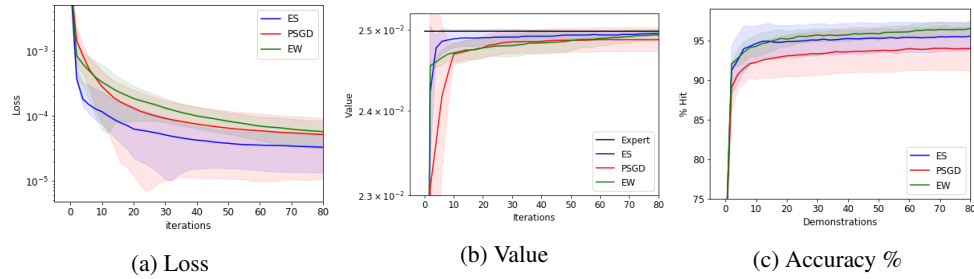 Loss
10⁻³
10⁻⁴
10⁻⁵
ES
PSGD
EW
0 10 20 30 40 50 60 70 80
iterations
(a) Loss
Value
2.5 × 10⁻²
2.4 × 10⁻²
2.3 × 10⁻²
Expert
ES
PSGD
EW
0 10 20 30 40 50 60 70 80
Iterations
(b) Value
% Hit
95
90
85
80
75
ES
PSGD
EW
0 10 20 30 40 50 60 70 80
Demonstrations
(c) Accuracy %